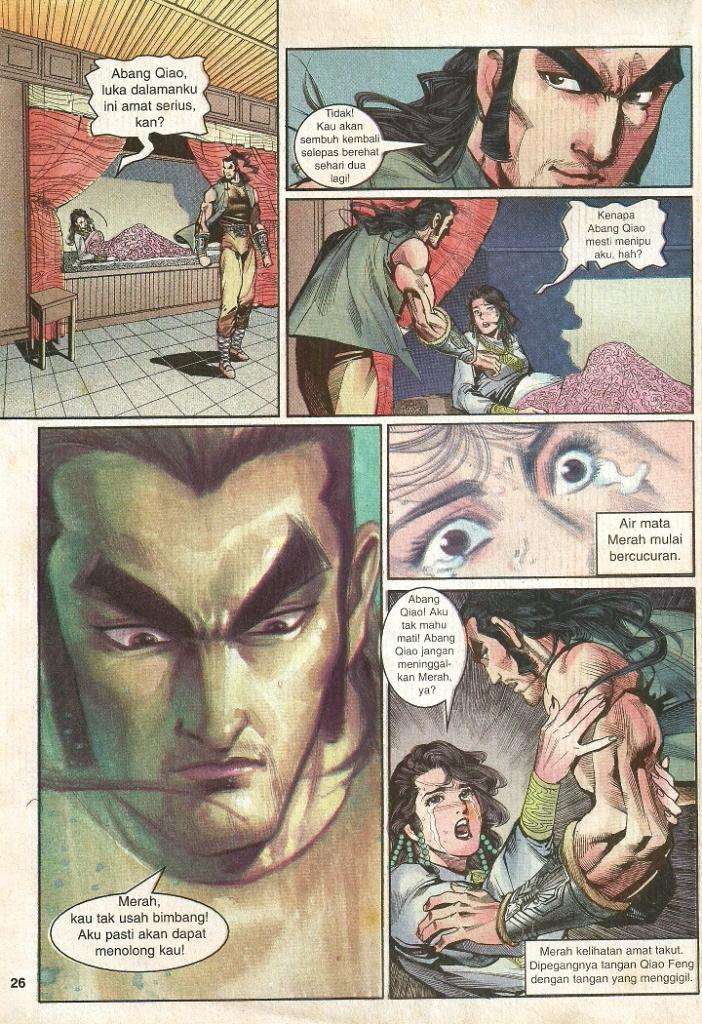 Abang Qiao,
luka dalamanku
ini amat serius,
kan?
Tidak!
Kau akan
sembuh kembali
selepas berehat
sehari dua
lagi!
Kenapa
Abang Qiao
mesti menipu
aku, hah?
Air mata
Merah mulai
bercucuran.
Merah,
kau tak usah bimbang!
Aku pasti akan dapat
menolong kau!
Abang
Qiao! Aku
tak mahu
mati! Abang
Qiao jangan
meninggal-
kan Merah,
ya?
Merah kelihatan amat takut.
Dipegangnya tangan Qiao Feng
dengan tangan yang menggigil.
26